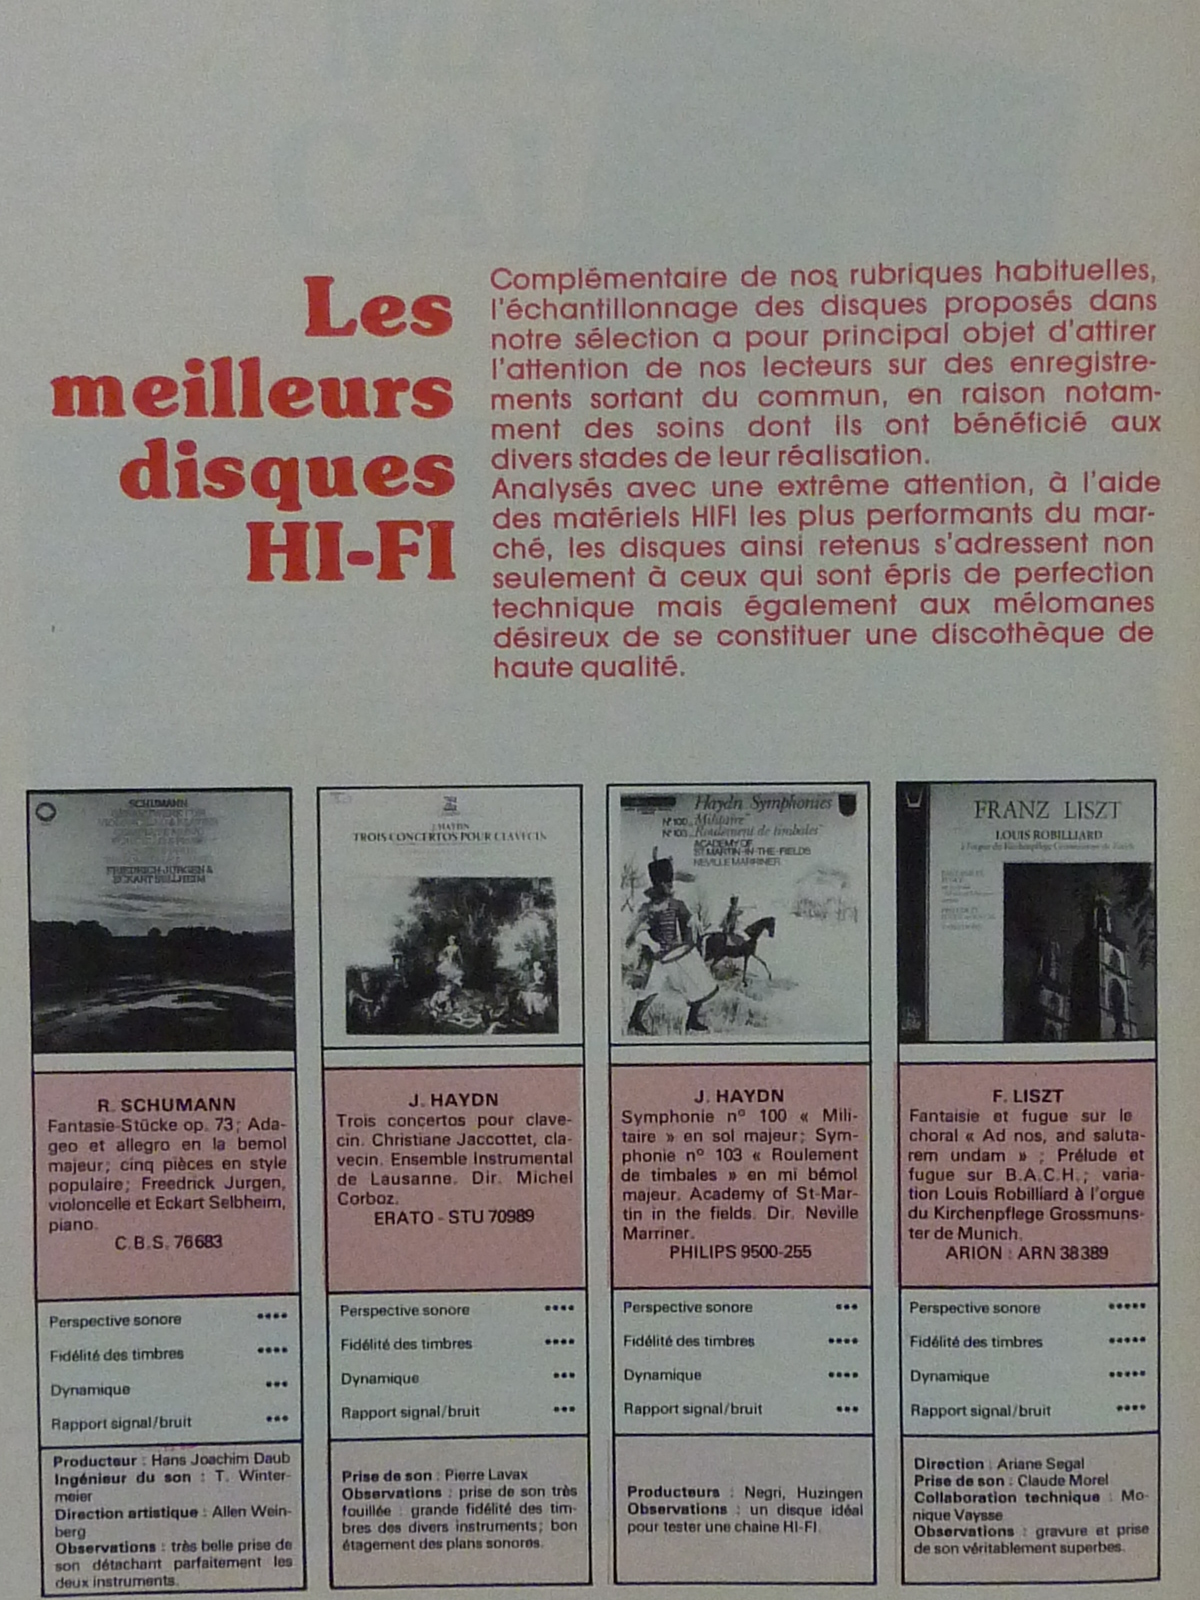 Les
meilleurs
disques
HI-FI
Complémentaire de nos rubriques habituelles,
l'échantillonnage des disques proposés dans
notre sélection a pour principal objet d'attirer
l'attention de nos lecteurs sur des enregistre-
ments sortant du commun, en raison notam-
ment des soins dont ils ont bénéficié aux
divers stades de leur réalisation.
Analysés avec une extrême attention, à l'aide
des matériels HIFI les plus performants du mar-
ché, les disques ainsi retenus s'adressent non
seulement à ceux qui sont épris de perfection
technique mais également aux mélomanes
désireux de se constituer une discothèque de
haute qualité.
SCHUMANN
FRIEDRICH-JÜRGEN &
ECKART SELLHEIM
R. SCHUMANN
Fantasie-Stücke op. 73; Ada-
geo et allegro en la bemol
majeur; cinq pièces en style
populaire; Freedrick Jurgen,
violoncelle et Eckart Selbheim,
piano.
C.B.S. 76683
Perspective sonore ••••
Fidélité des timbres ••••
Dynamique •••
Rapport signal/bruit •••
Producteur : Hans Joachim Daub
Ingénieur du son : T. Winter-
meier
Direction artistique : Allen Wein-
berg
Observations : très belle prise de
son détachant parfaitement les
deux instruments.
J. HAYDN
TROIS CONCERTOS POUR CLAVECIN
J. HAYDN
Trois concertos pour clave-
cin. Christiane Jaccottet, cla-
vecin. Ensemble Instrumental
de Lausanne. Dir. Michel
Corboz.
ERATO - STU 70989
Perspective sonore ••••
Fidélité des timbres ••••
Dynamique •••
Rapport signal/bruit •••
Prise de son : Pierre Lavax
Observations : prise de son très
fouillée : grande fidélité des tim-
bres des divers instruments; bon
étagement des plans sonores.
Haydn Symphonies
Nº 100 "Militaire"
Nº 103 "Roulement de timbales"
ACADEMY OF
ST. MARTIN-IN-THE-FIELDS
NEVILLE MARRINER
J. HAYDN
Symphonie nº 100 « Mili-
taire » en sol majeur; Sym-
phonie nº 103 « Roulement
de timbales » en mi bémol
majeur. Academy of St-Mar-
tin in the fields. Dir. Neville
Marriner.
PHILIPS 9500-255
Perspective sonore •••
Fidélité des timbres ••••
Dynamique ••••
Rapport signal/bruit •••
Producteurs : Negri, Huzingen
Observations : un disque idéal
pour tester une chaine HI-FI.
FRANZ LISZT
LOUIS ROBILLIARD
F. LISZT
Fantaisie et fugue sur le
choral « Ad nos, and saluta-
rem undam » ; Prélude et
fugue sur B.A.C.H.; varia-
tion Louis Robilliard à l'orgue
du Kirchenpflege Grossmuns-
ter de Munich.
ARION : ARN 38389
Perspective sonore •••••
Fidélité des timbres •••••
Dynamique •••••
Rapport signal/bruit ••••
Direction : Ariane Segal
Prise de son : Claude Morel
Collaboration technique : Mo-
nique Vaysse
Observations : gravure et prise
de son véritablement superbes.